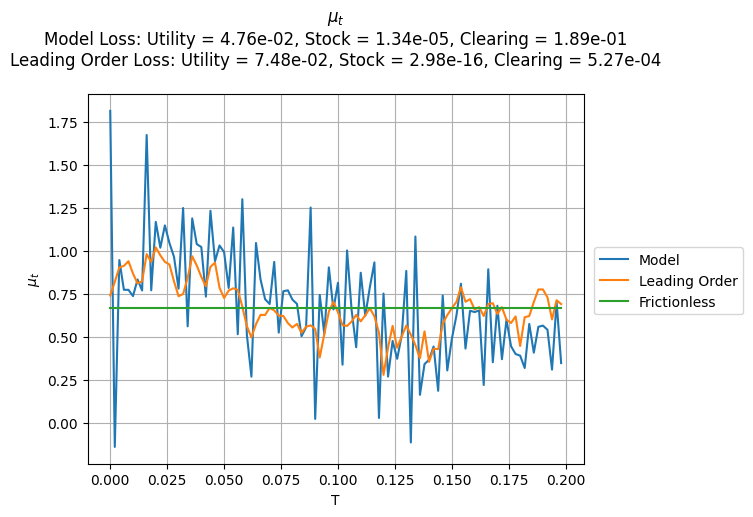 μ_t
Model Loss: Utility = 4.76e-02, Stock = 1.34e-05, Clearing = 1.89e-01
Leading Order Loss: Utility = 7.48e-02, Stock = 2.98e-16, Clearing = 5.27e-04
1.75
1.50
1.25
1.00
0.75
0.50
0.25
0.00
μ_t
0.000 0.025 0.050 0.075 0.100 0.125 0.150 0.175 0.200
T
Model
Leading Order
Frictionless